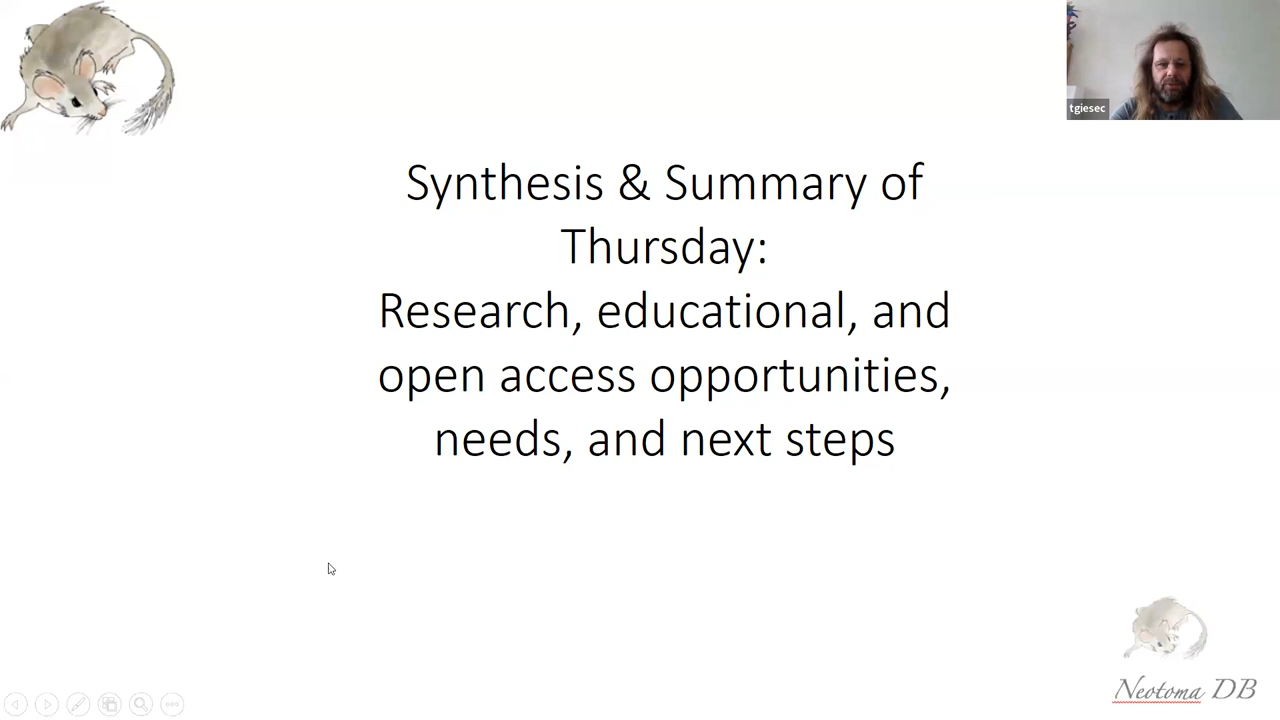 tgiesec
Synthesis & Summary of
Thursday:
Research, educational, and
open access opportunities,
needs, and next steps
Neotoma DB